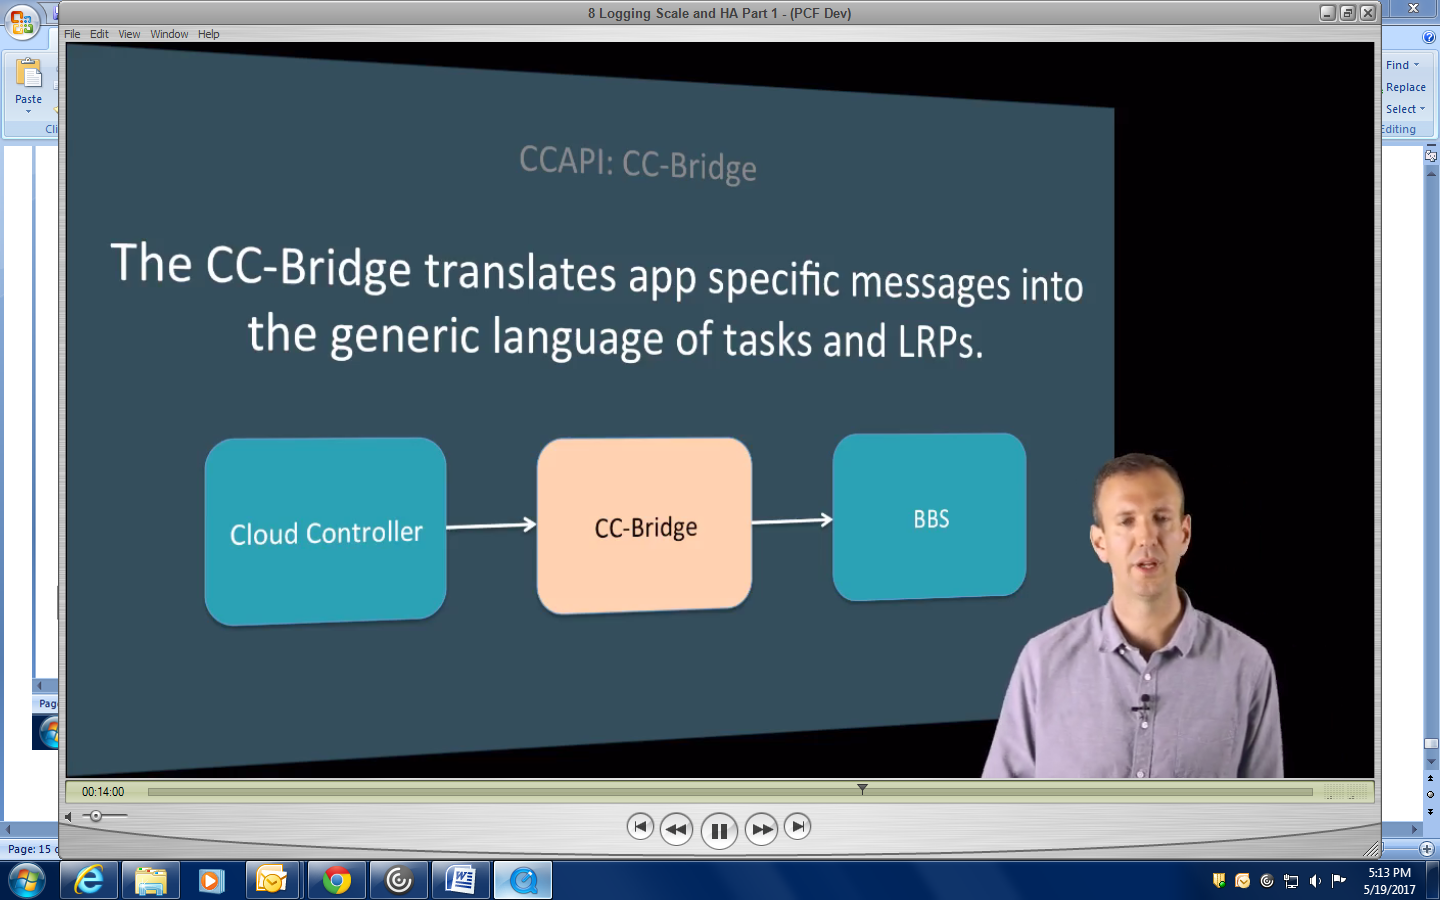 8 Logging Scale and HA Part 1 - (PCF Dev)
File Edit View Window Help
Paste
Find
Replace
Select
Editing
Cli
CCAPI: CC-Bridge
The CC-Bridge translates app specific messages into
the generic language of tasks and LRPs.
Cloud Controller
CC-Bridge
BBS
Pag
00:14:00
Page: 15 o
5:13 PM
5/19/2017